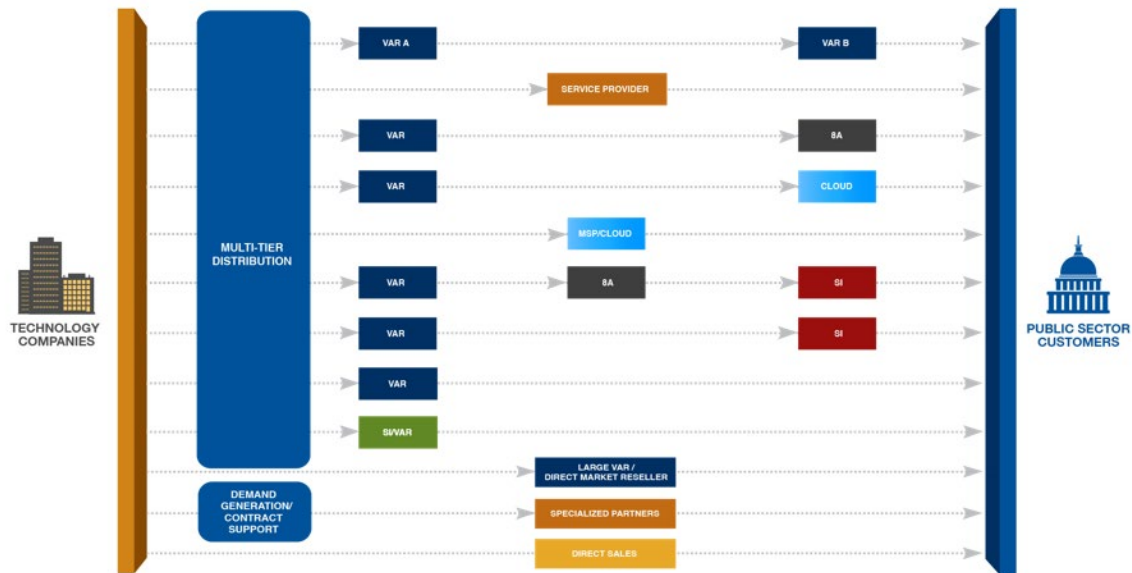 VAR A
VAR B
SERVICE PROVIDER
VAR
8A
VAR
CLOUD
MULTI-TIER
DISTRIBUTION
MSP/CLOUD
VAR
8A
SI
TECHNOLOGY
COMPANIES
VAR
SI
PUBLIC SECTOR
CUSTOMERS
VAR
SI/VAR
LARGE VAR /
DIRECT MARKET RESELLER
DEMAND
GENERATION/
CONTRACT
SUPPORT
SPECIALIZED PARTNERS
DIRECT SALES